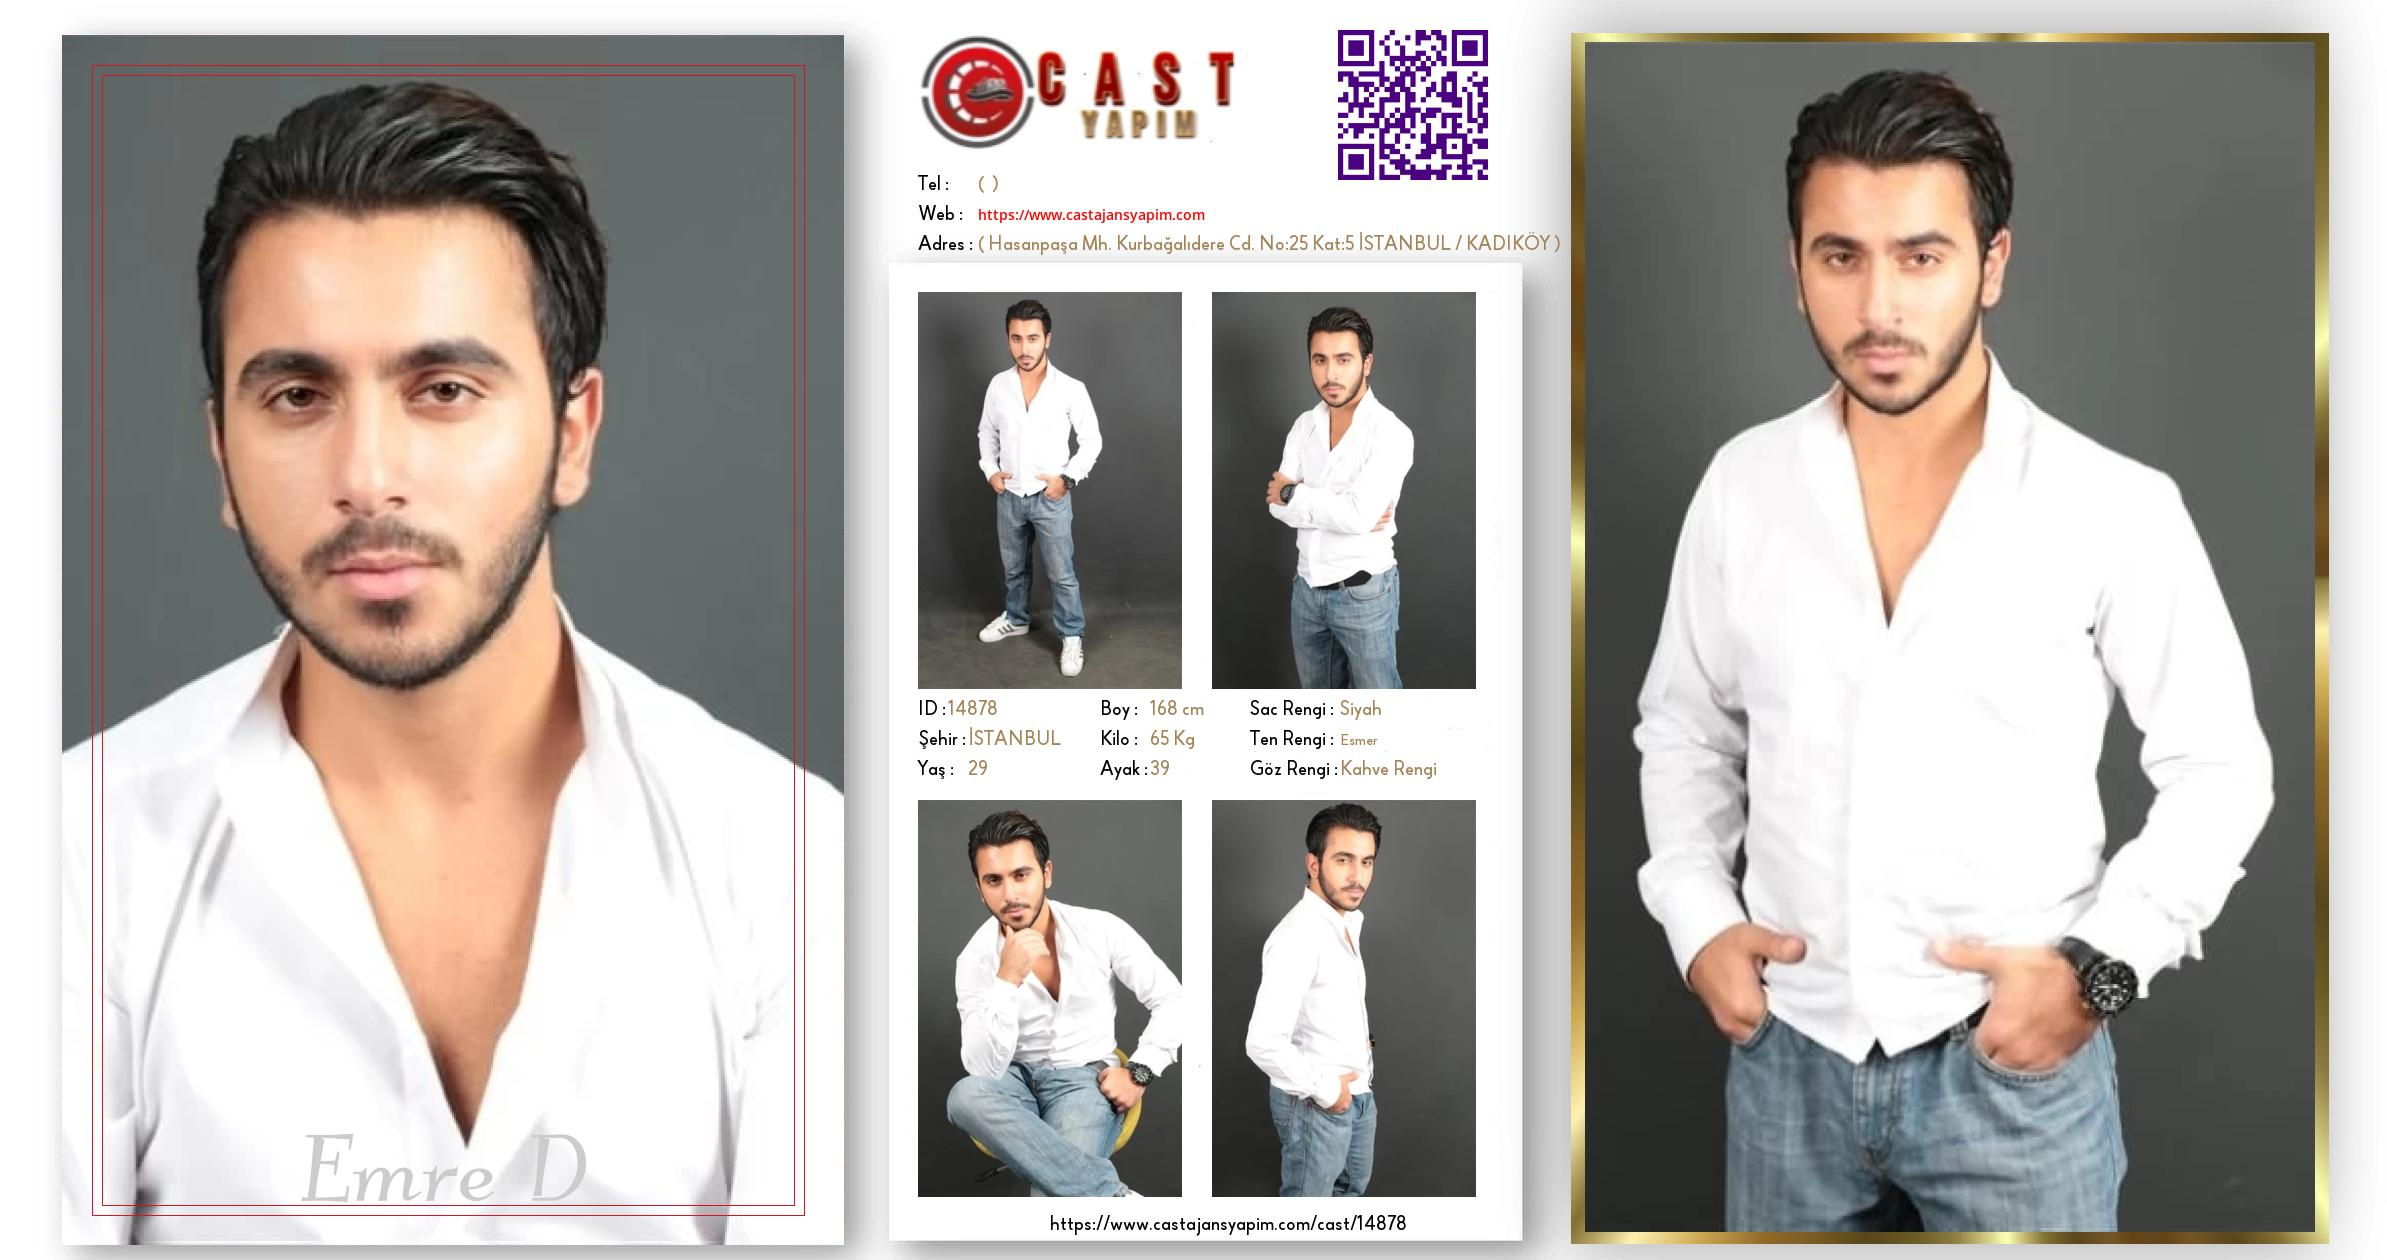 CAST
YAPIM
Tel : ( )
Web : https://www.castajansyapim.com
Adres : ( Hasanpaşa Mh. Kurbağalıdere Cd. No:25 Kat:5 İSTANBUL / KADIKÖY )
ID : 14878 Boy : 168 cm Sac Rengi : Siyah
Şehir : İSTANBUL Kilo : 65 Kg Ten Rengi : Esmer
Yaş : 29 Ayak : 39 Göz Rengi : Kahve Rengi
Emre D
https://www.castajansyapim.com/cast/14878